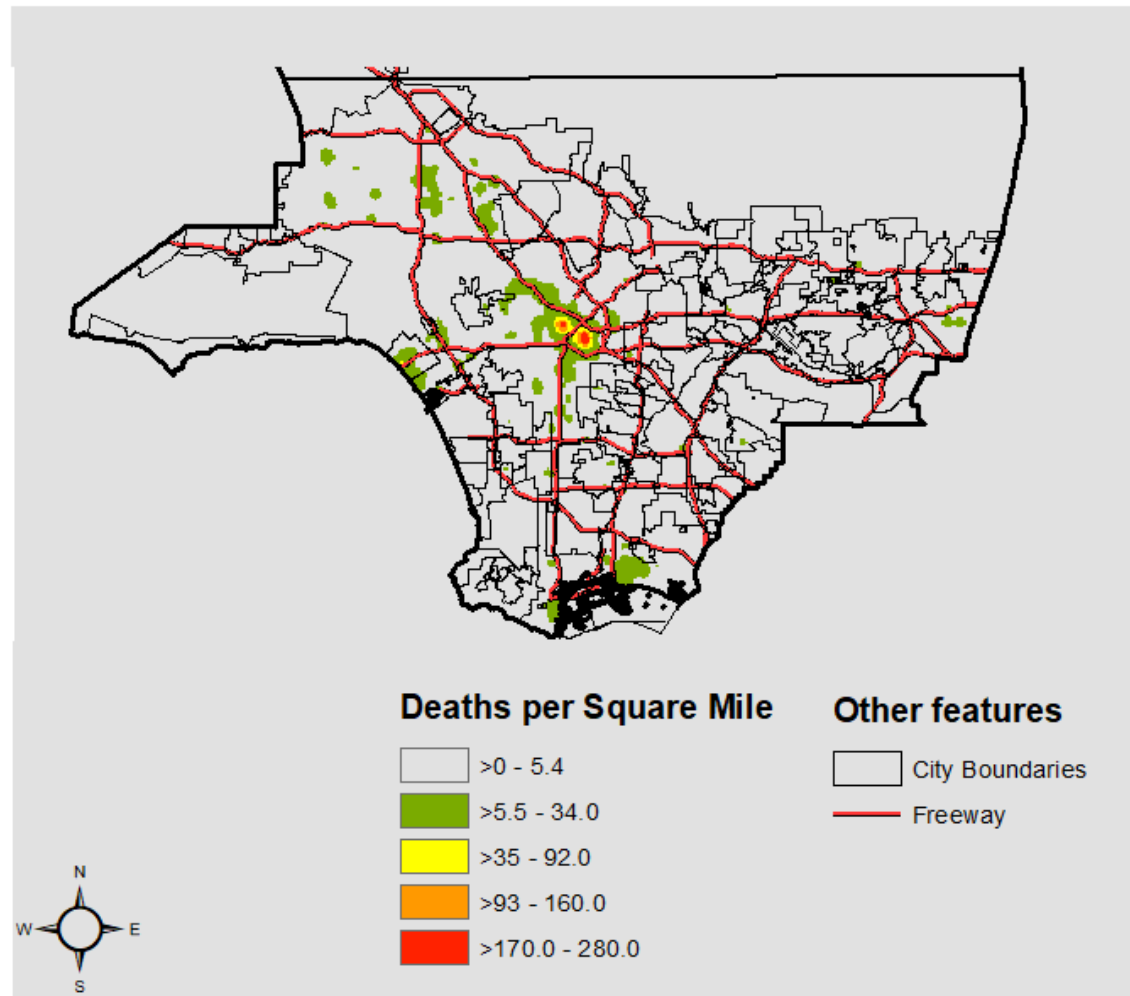 Deaths per Square Mile
>0 - 5.4
>5.5 - 34.0
>35 - 92.0
>93 - 160.0
>170.0 - 280.0
Other features
City Boundaries
Freeway
N
W
E
S